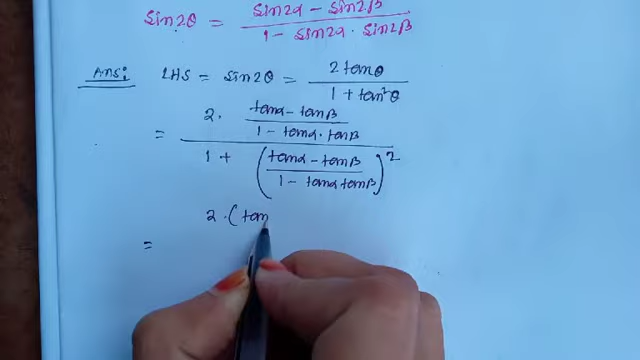 sin2θ = (sin2α - sin2β) / (1 - sin2α · sin2β)
Ans: LHS = sin2θ = (2 tanθ) / (1 + tan²θ)
= (2 · (tanα - tanβ) / (1 - tanα · tanβ)) / (1 + ((tanα - tanβ) / (1 - tanα tanβ))²)
= 2 · (tan